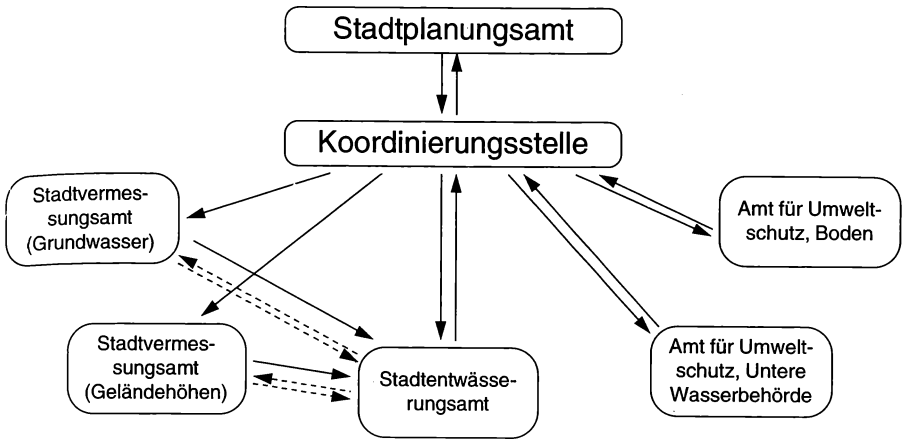 Stadtplanungsamt
Koordinierungsstelle
Stadtvermes-
sungsamt
(Grundwasser)
Amt für Umwelt-
schutz, Boden
Stadtvermes-
sungsamt
(Geländehöhen)
Stadtentwässe-
rungsamt
Amt für Umwelt-
schutz, Untere
Wasserbehörde